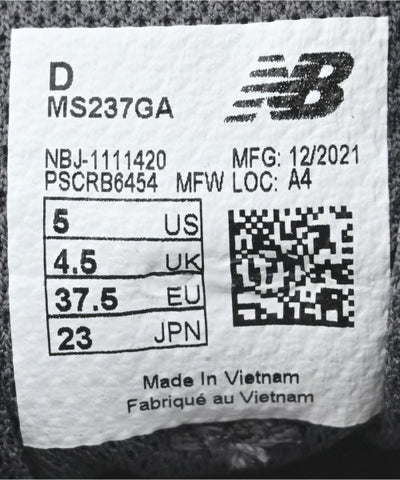 D
MS237GA
NB
NBJ-1111420 MFG: 12/2021
PSCRB6454 MFW LOC: A4
5 US
4.5 UK
37.5 EU
23 JPN
Made In Vietnam
Fabriqué au Vietnam